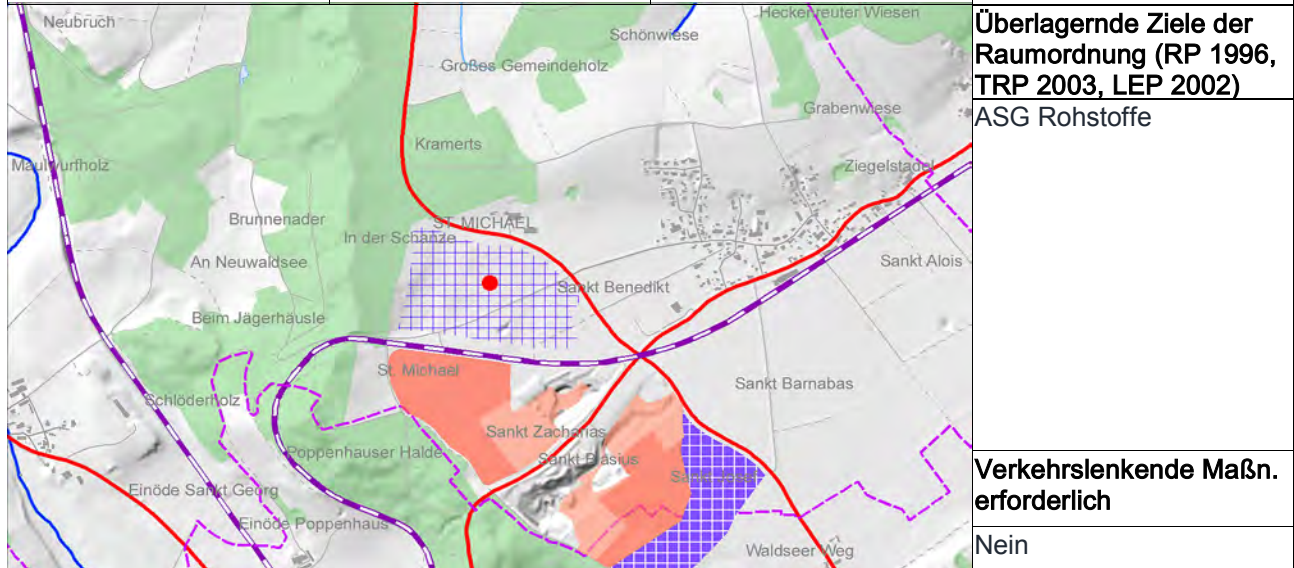 Neubruch
Heckenreuter Wiesen
Schönwiese
Großes Gemeindeholz
Grabenwiese
Kramerts
Maulwurfholz
Ziegelstadel
Brunnenader
ST. MICHAEL
In der Schanze
An Neuwaldsee
Sankt Alois
Sankt Benedikt
Beim Jägerhäusle
St. Michael
Sankt Barnabas
Schlöderholz
Sankt Zacharias
Poppenhauser Halde
Sankt Blasius
Einöde Sankt Georg
Einöde Poppenhaus
Waldseer Weg
Überlagernde Ziele der
Raumordnung (RP 1996,
TRP 2003, LEP 2002)
ASG Rohstoffe
Verkehrslenkende Maßn.
erforderlich
Nein